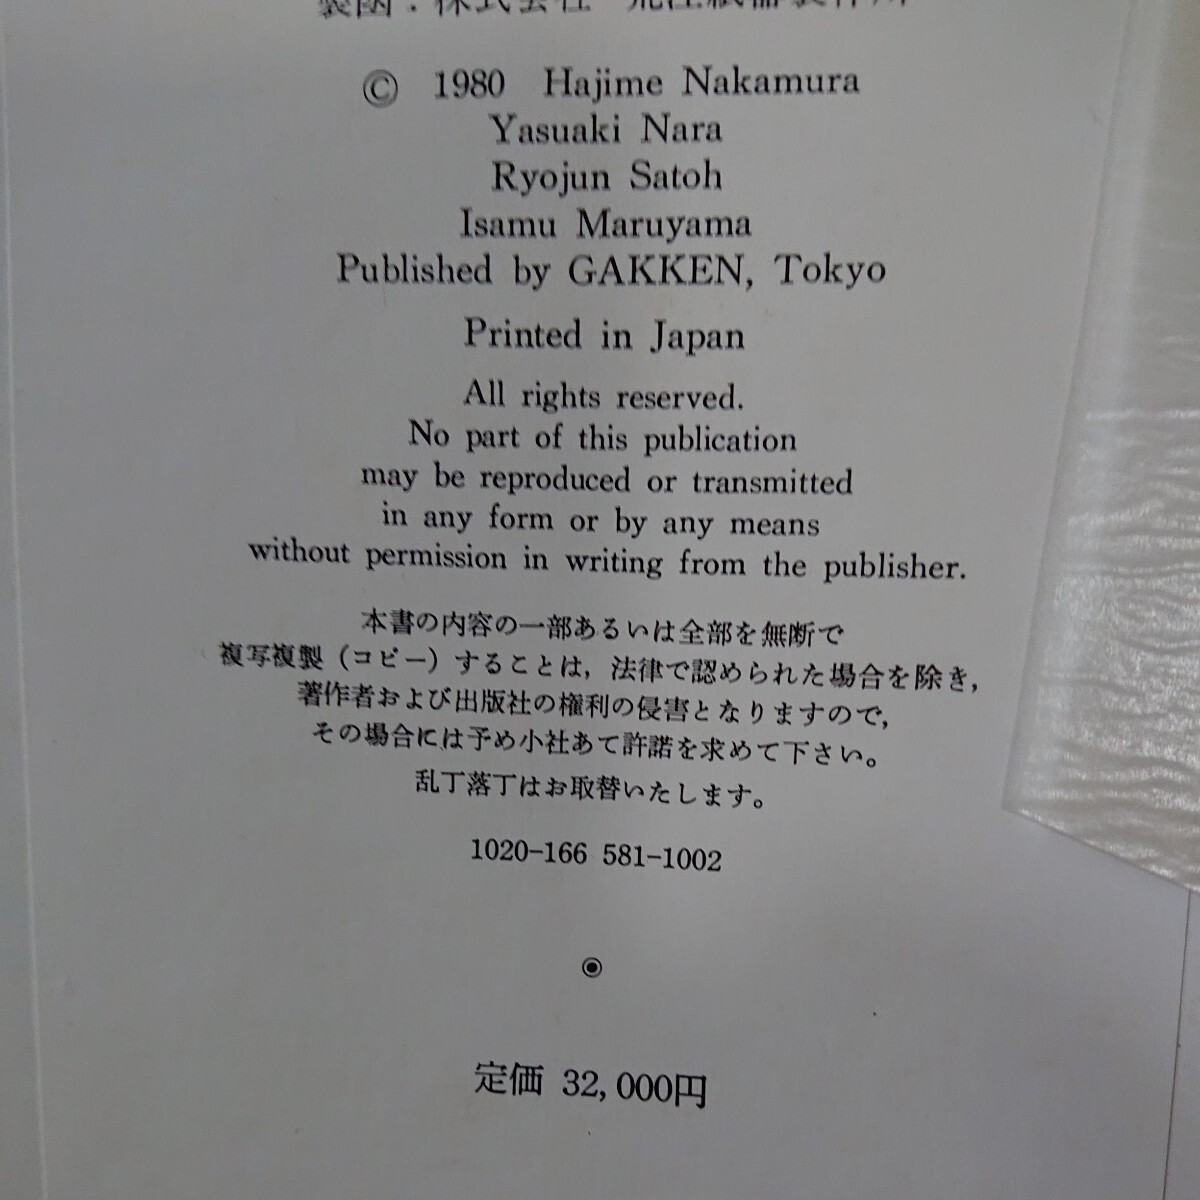 製函：株式会社
© 1980 Hajime Nakamura
Yasuaki Nara
Ryojun Satoh
Isamu Maruyama
Published by GAKKEN, Tokyo
Printed in Japan
All rights reserved.
No part of this publication
may be reproduced or transmitted
in any form or by any means
without permission in writing from the publisher.
本書の内容の一部あるいは全部を無断で
複写複製（コピー）することは，法律で認められた場合を除き，
著作者および出版社の権利の侵害となりますので，
その場合には予め小社あて許諾を求めて下さい。
乱丁落丁はお取替いたします。
1020-166 581-1002
定価 32,000円